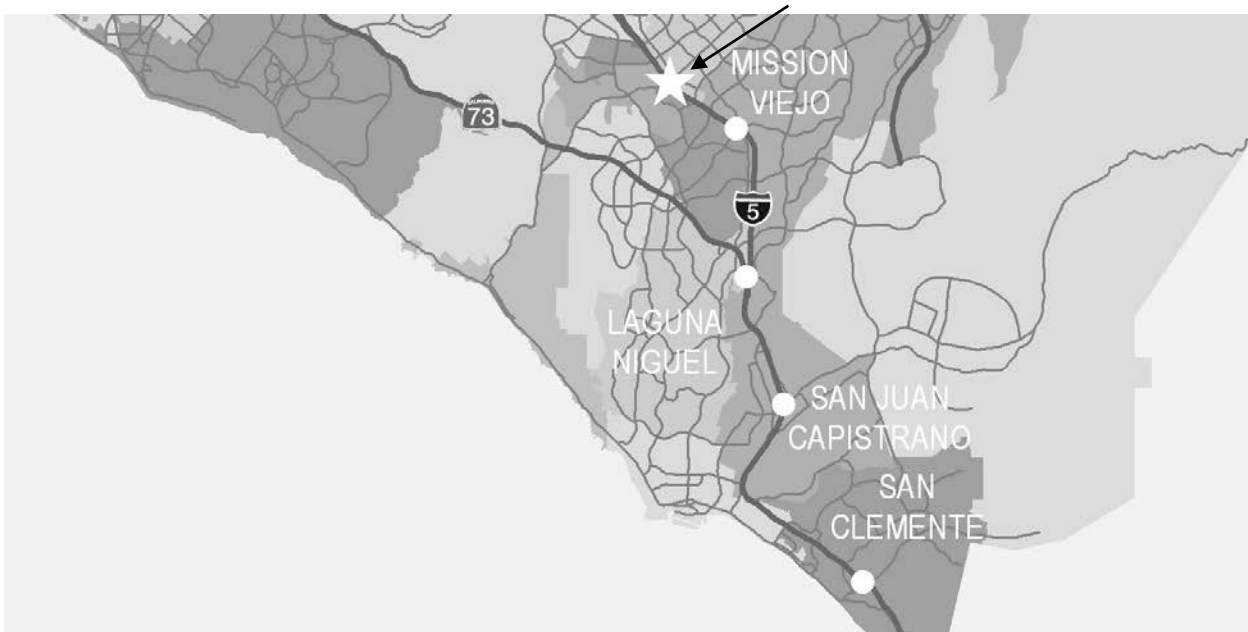 MISSION
VIEJO
73
5
LAGUNA
NIGUEL
SAN JUAN
CAPISTRANO
SAN
CLEMENTE